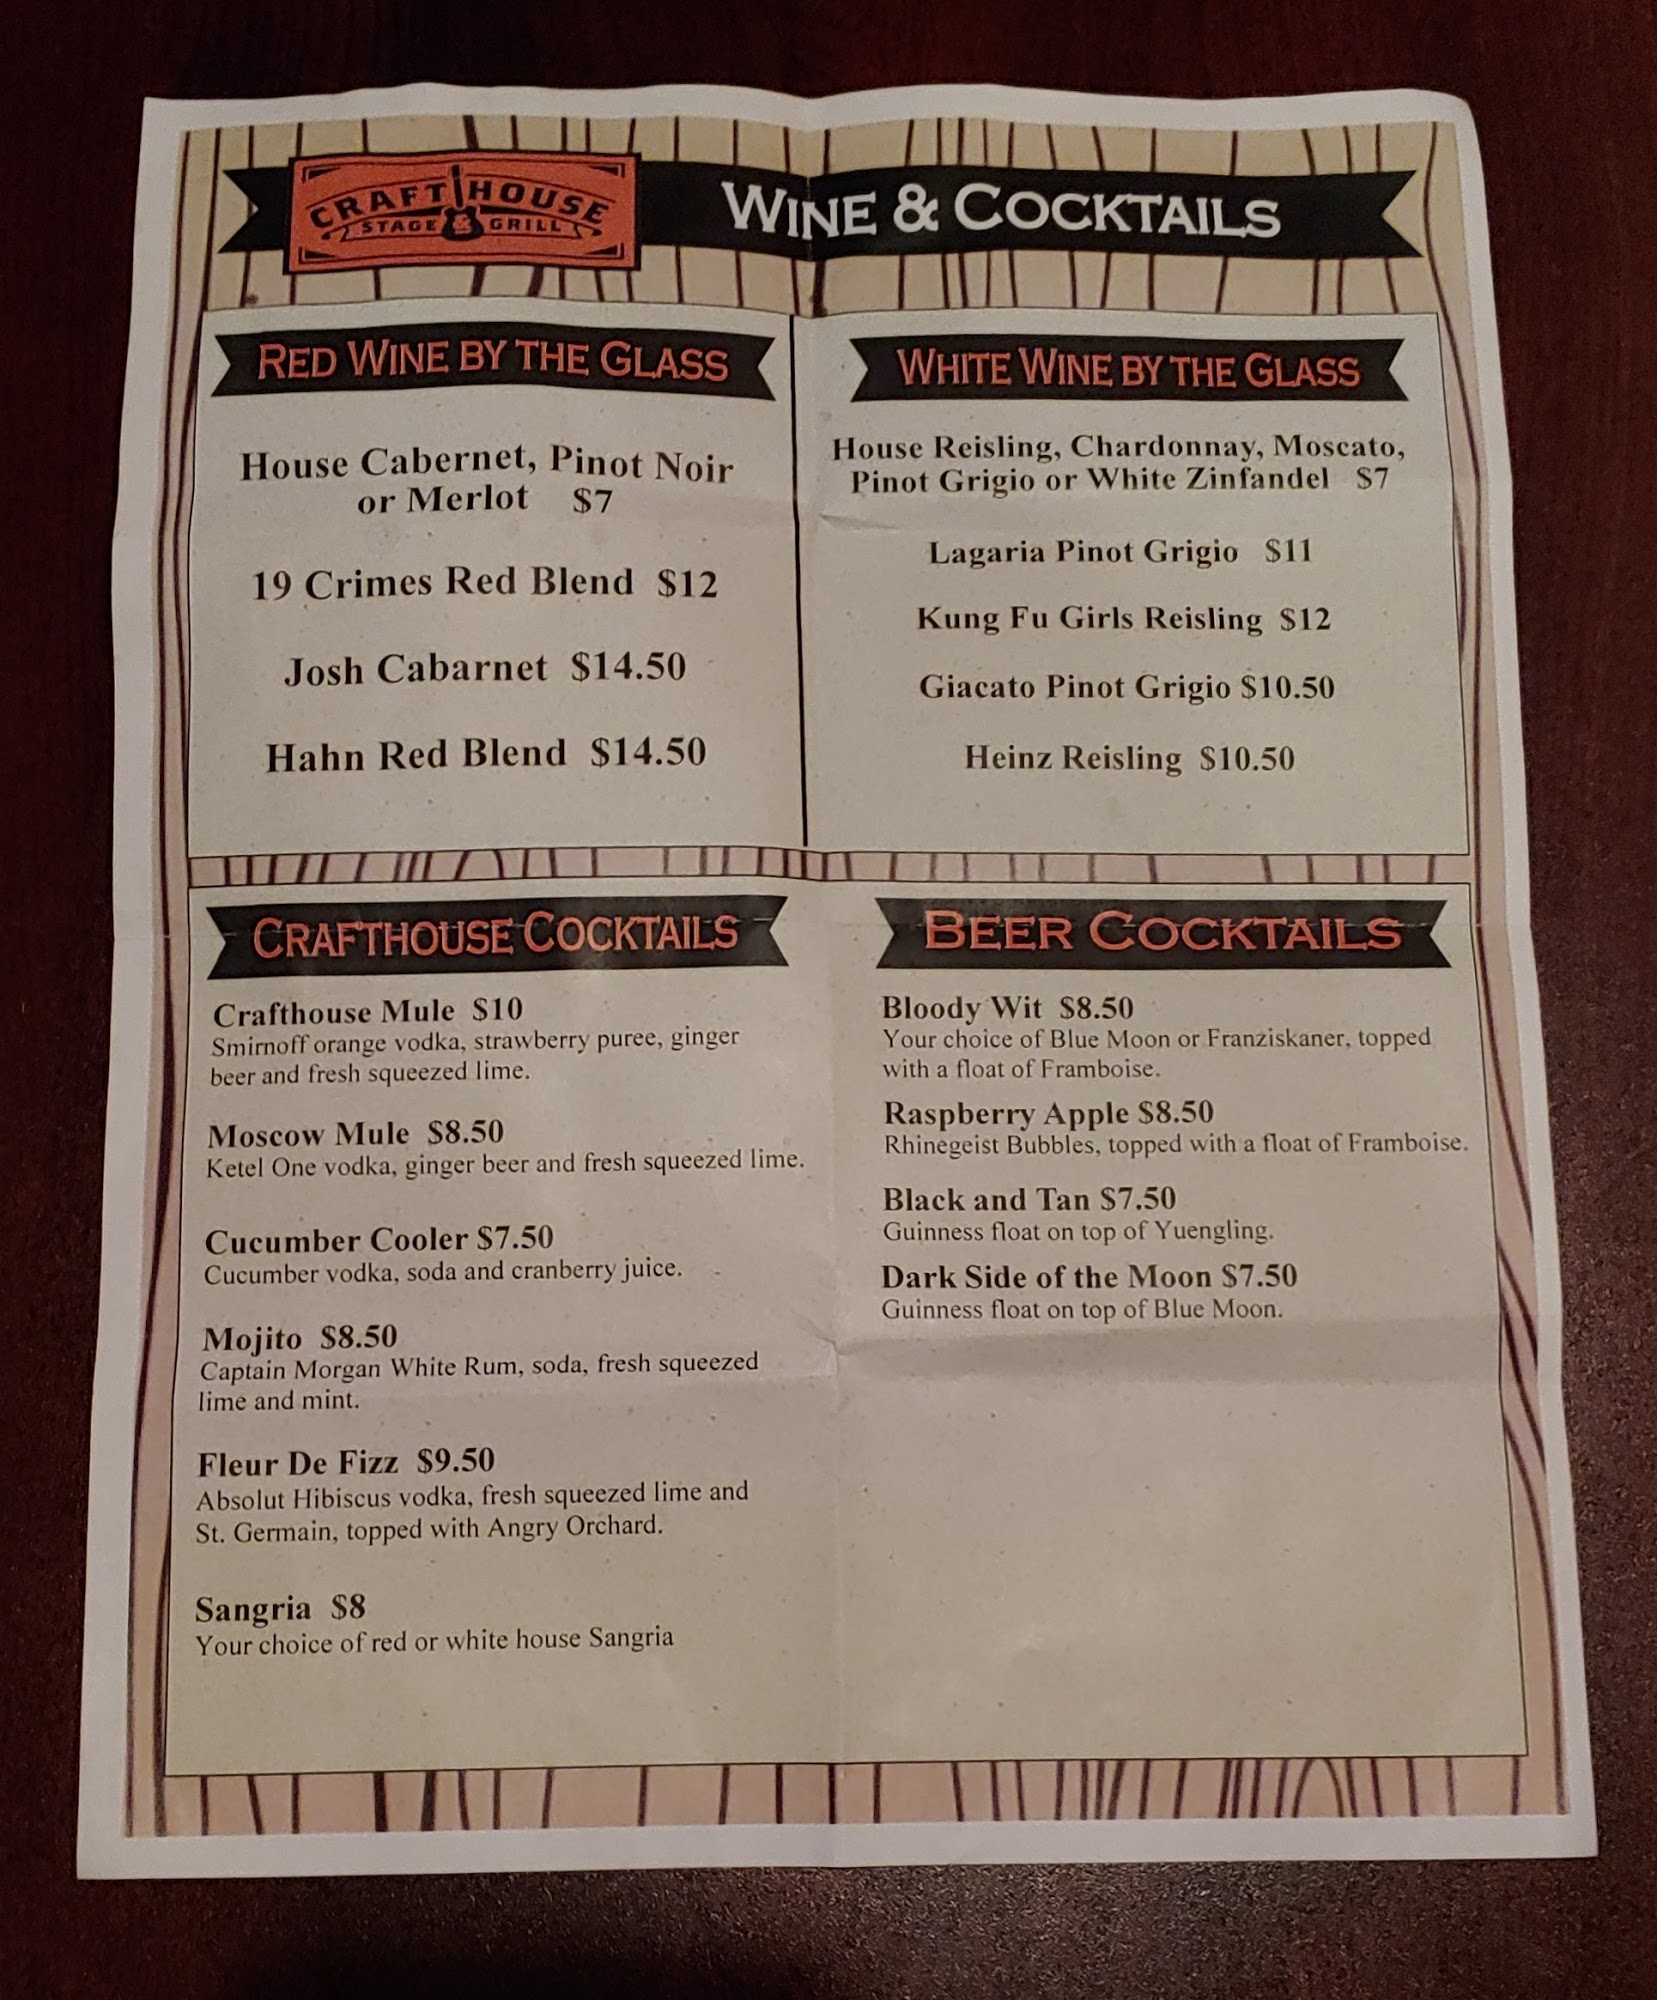 CRAFTHOUSE
STAGE & GRILL
WINE & COCKTAILS
RED WINE BY THE GLASS
House Cabernet, Pinot Noir
or Merlot $7
19 Crimes Red Blend $12
Josh Cabarnet $14.50
Hahn Red Blend $14.50
WHITE WINE BY THE GLASS
House Reisling, Chardonnay, Moscato,
Pinot Grigio or White Zinfandel $7
Lagaria Pinot Grigio $11
Kung Fu Girls Reisling $12
Giacato Pinot Grigio $10.50
Heinz Reisling $10.50
CRAFTHOUSE COCKTAILS
Crafthouse Mule $10
Smirnoff orange vodka, strawberry puree, ginger
beer and fresh squeezed lime.
Moscow Mule $8.50
Ketel One vodka, ginger beer and fresh squeezed lime.
Cucumber Cooler $7.50
Cucumber vodka, soda and cranberry juice.
Mojito $8.50
Captain Morgan White Rum, soda, fresh squeezed
lime and mint.
Fleur De Fizz $9.50
Absolut Hibiscus vodka, fresh squeezed lime and
St. Germain, topped with Angry Orchard.
Sangria $8
Your choice of red or white house Sangria
BEER COCKTAILS
Bloody Wit $8.50
Your choice of Blue Moon or Franziskaner, topped
with a float of Framboise.
Raspberry Apple $8.50
Rhinegeist Bubbles, topped with a float of Framboise.
Black and Tan $7.50
Guinness float on top of Yuengling.
Dark Side of the Moon $7.50
Guinness float on top of Blue Moon.